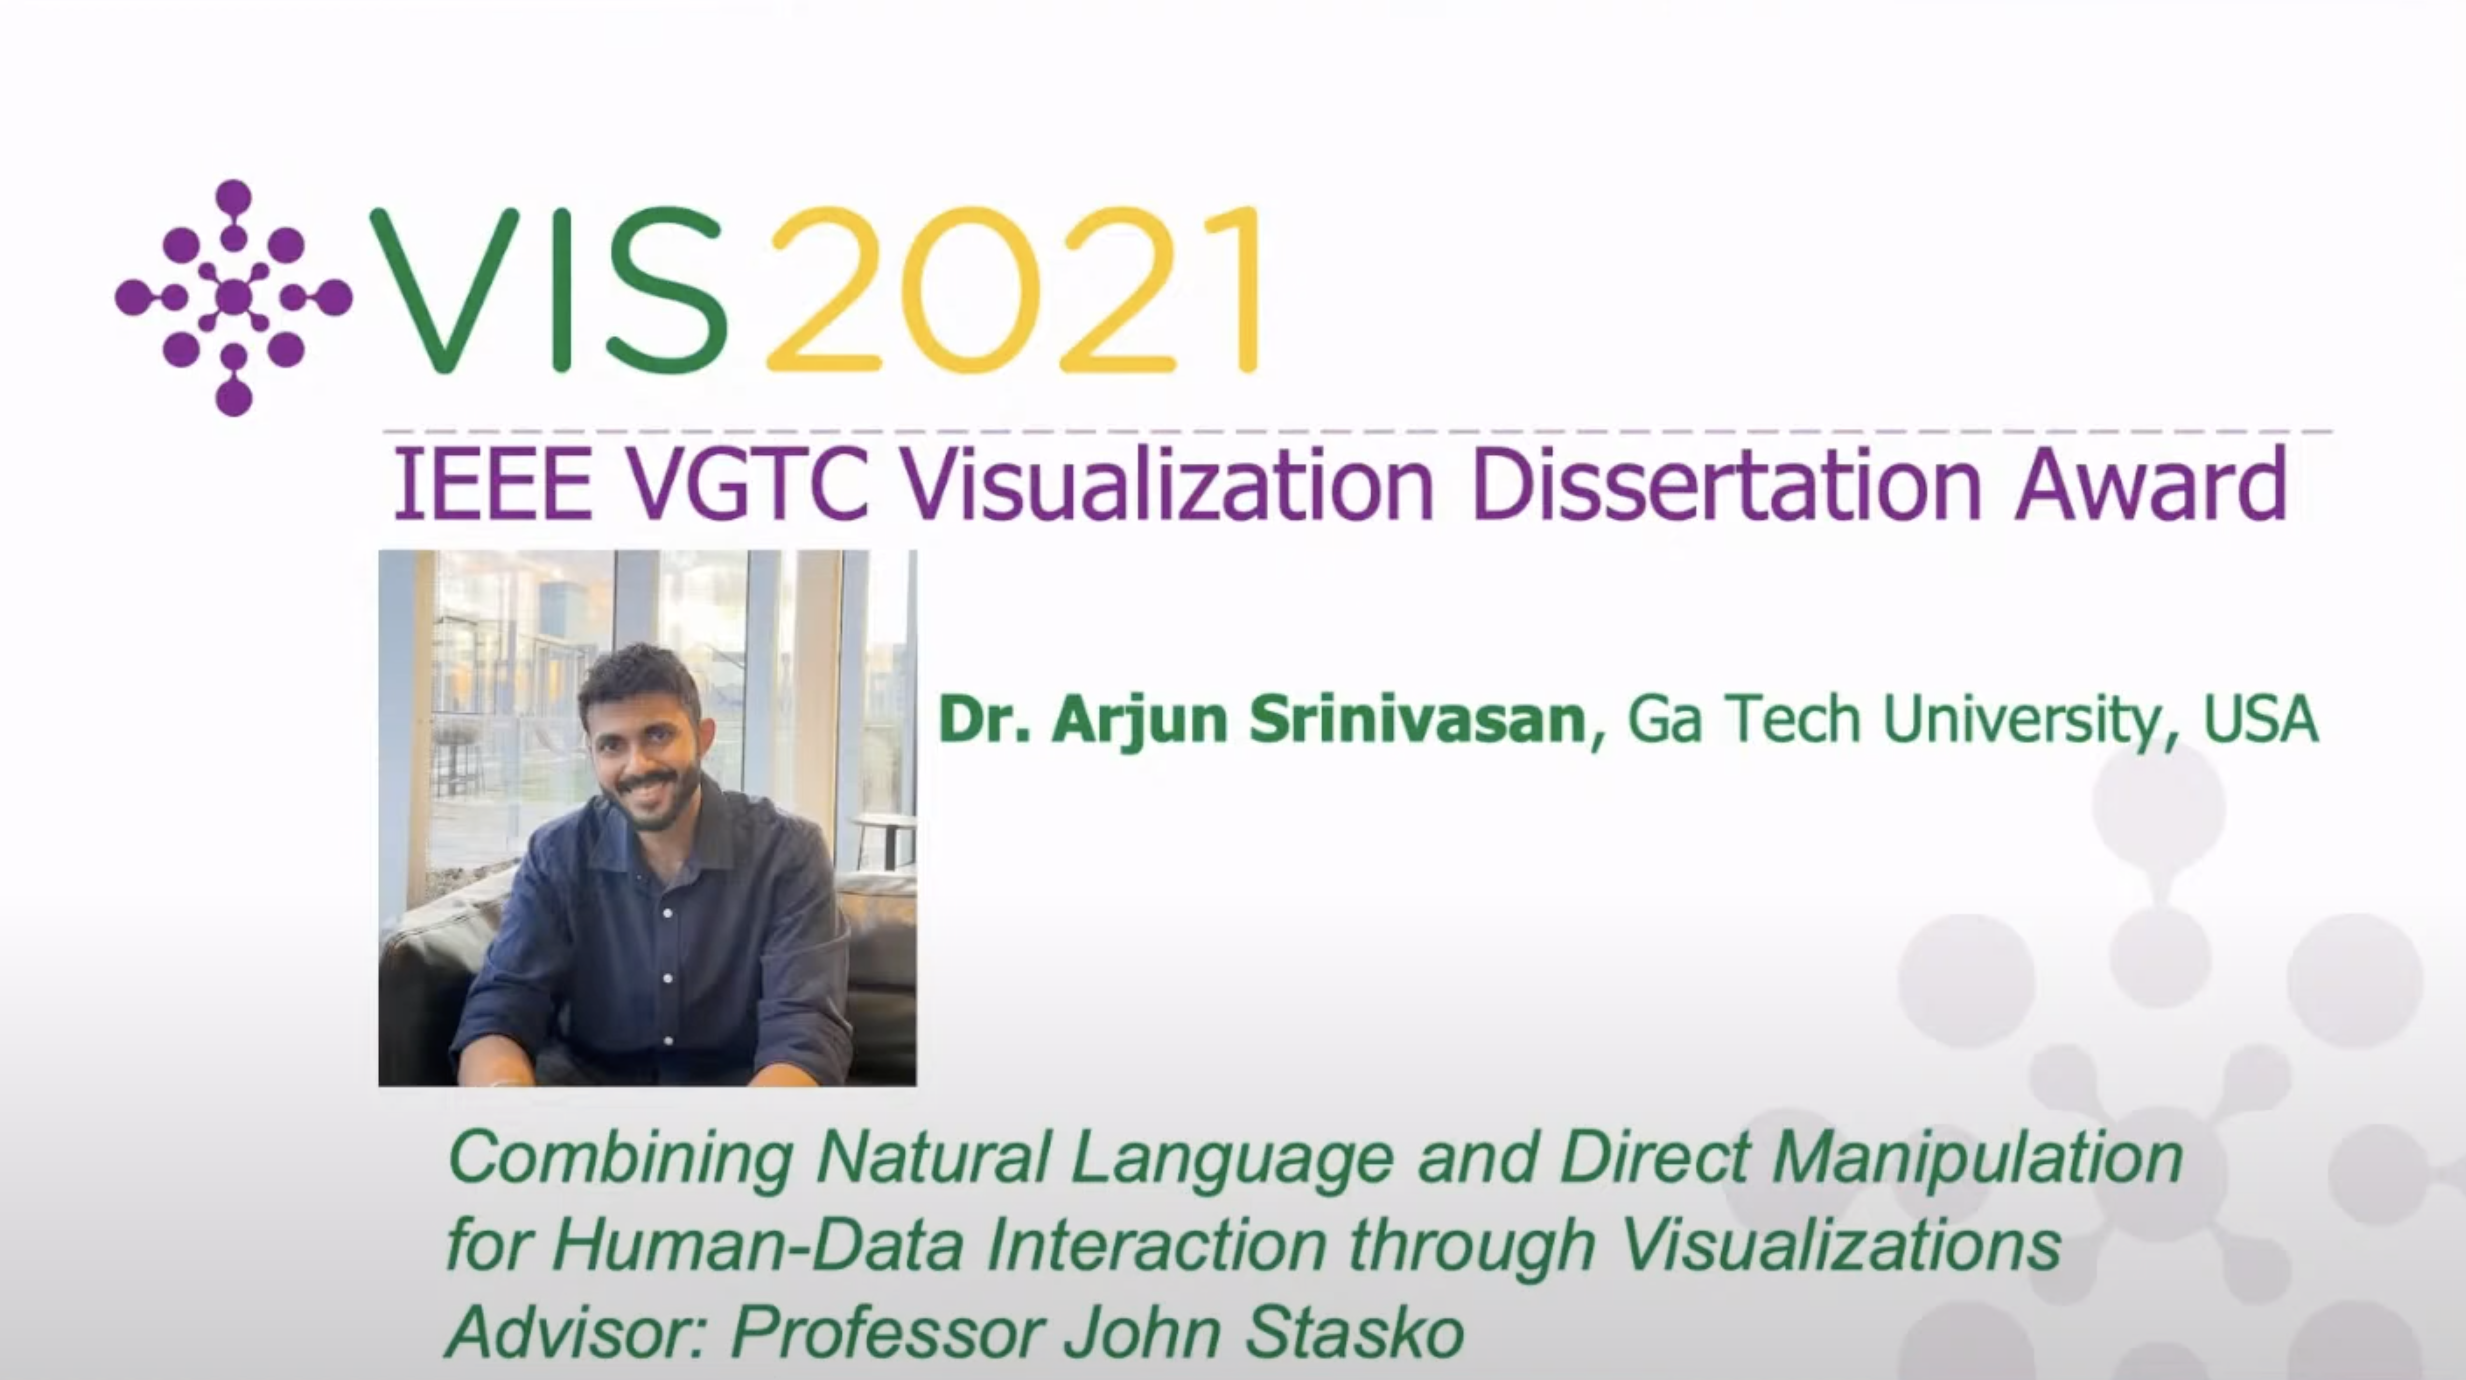 VIS2021
IEEE VGTC Visualization Dissertation Award
Dr. Arjun Srinivasan, Ga Tech University, USA
Combining Natural Language and Direct Manipulation
for Human-Data Interaction through Visualizations
Advisor: Professor John Stasko